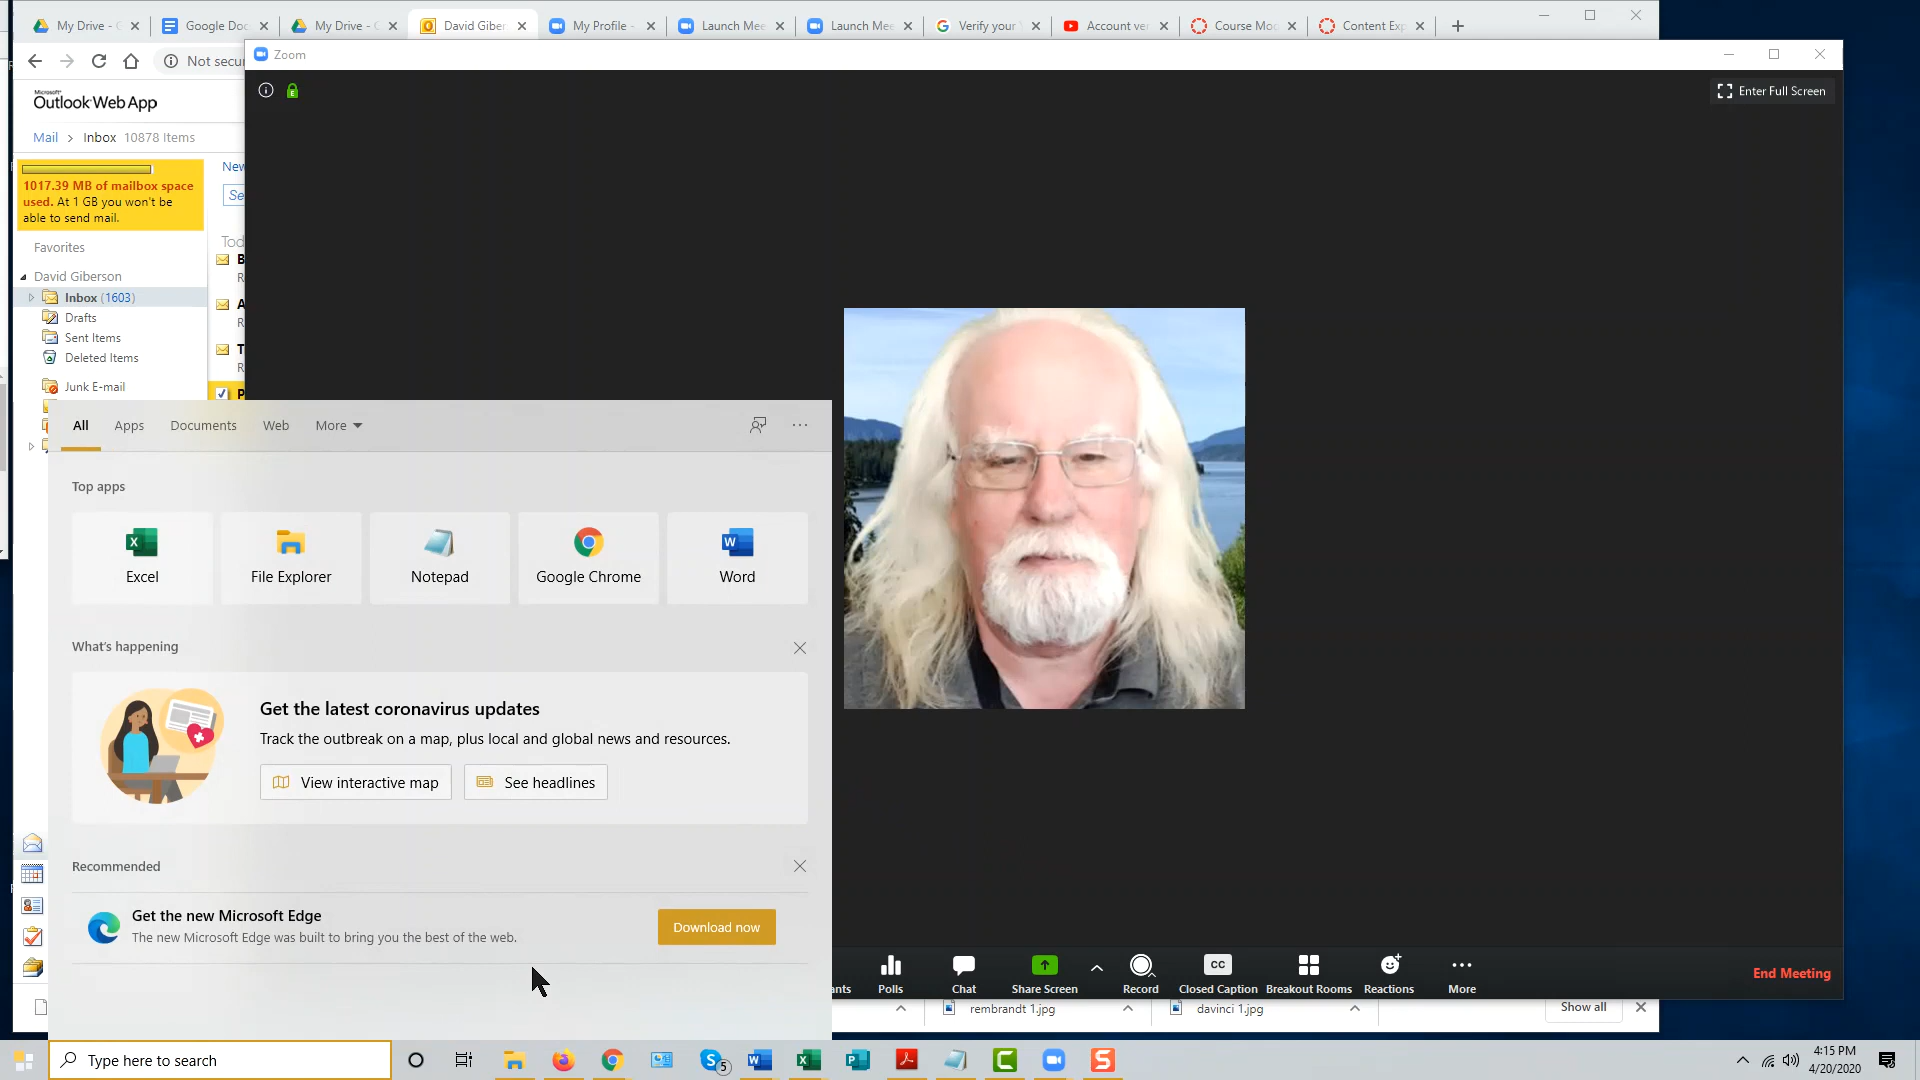 My Drive - G
Google Doc
My Drive - G
David Giber
My Profile -
Launch Mee
Launch Mee
Verify your
Account ver
Course Mo
Content Exp
Not secu
Zoom
Enter Full Screen
Microsoft
Outlook Web App
Mail > Inbox 10878 Items
1017.39 MB of mailbox space
used. At 1 GB you won't be
able to send mail.
New
Se
Tod
Favorites
David Giberson
Inbox (1603)
Drafts
Sent Items
Deleted Items
Junk E-mail
B
R
A
R
T
R
P
All Apps Documents Web More
Top apps
Excel
File Explorer
Notepad
Google Chrome
Word
What's happening
Get the latest coronavirus updates
Track the outbreak on a map, plus local and global news and resources.
View interactive map
See headlines
Recommended
Get the new Microsoft Edge
The new Microsoft Edge was built to bring you the best of the web.
Download now
ants
Polls
Chat
Share Screen
Record
CC
Closed Caption
Breakout Rooms
Reactions
More
End Meeting
rembrandt 1.jpg
davinci 1.jpg
Show all
Type here to search
5
4:15 PM
4/20/2020